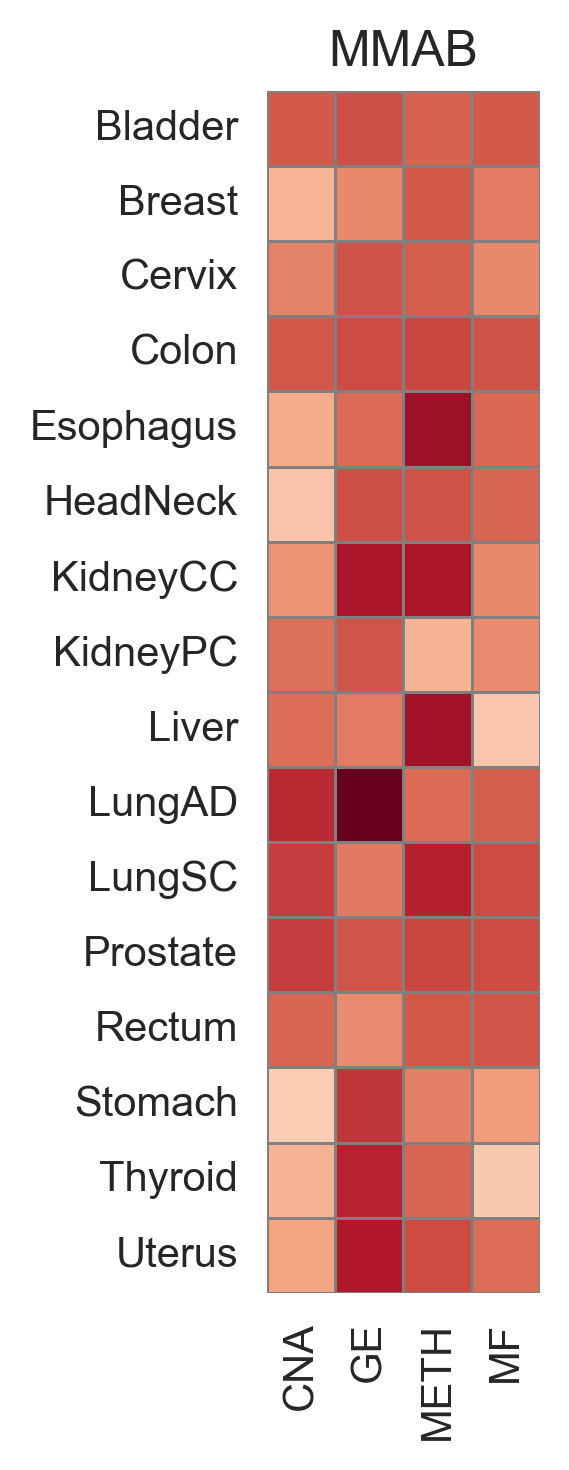 MMAB
Bladder
Breast
Cervix
Colon
Esophagus
HeadNeck
KidneyCC
KidneyPC
Liver
LungAD
LungSC
Prostate
Rectum
Stomach
Thyroid
Uterus
CNA
GE
METH
MF